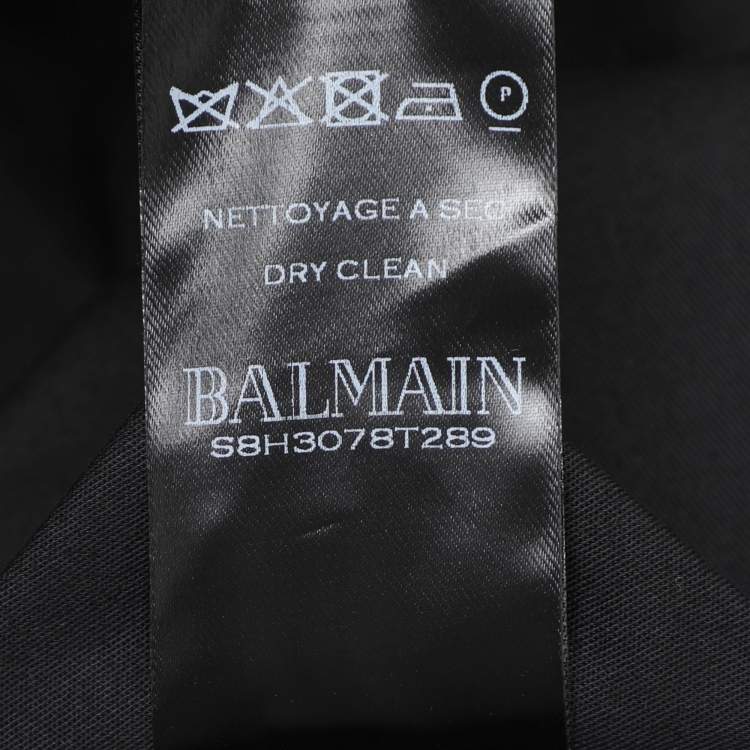 P
NETTOYAGE A SEC
DRY CLEAN
BALMAIN
S8H3078T289